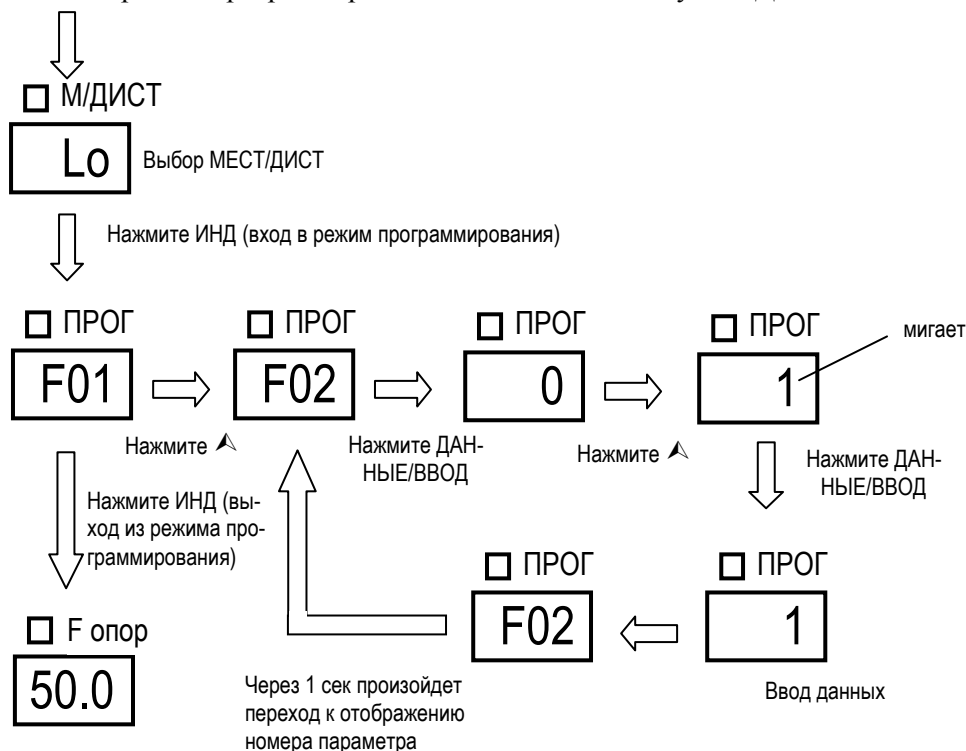 М/ДИСТ
Lo
Выбор МЕСТ/ДИСТ
Нажмите ИНД (вход в режим программирования)
ПРОГ
ПРОГ
ПРОГ
ПРОГ
мигает
F01
F02
0
1
Нажмите
Нажмите ДАН-
НЫЕ/ВВОД
Нажмите
Нажмите ДАН-
НЫЕ/ВВОД
Нажмите ИНД (вы-
ход из режима про-
граммирования)
ПРОГ
ПРОГ
F02
1
F опор
50.0
Через 1 сек произойдет
переход к отображению
номера параметра
Ввод данных